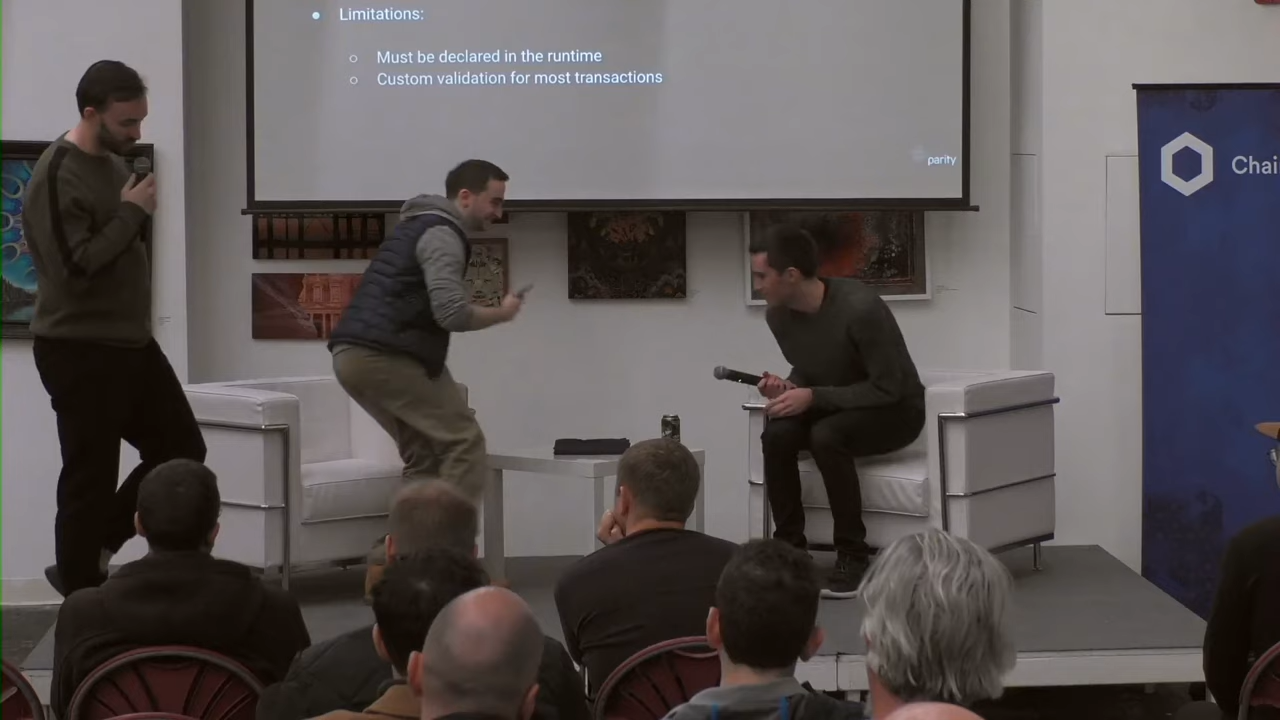 Limitations:
Must be declared in the runtime
Custom validation for most transactions
parity
Chai